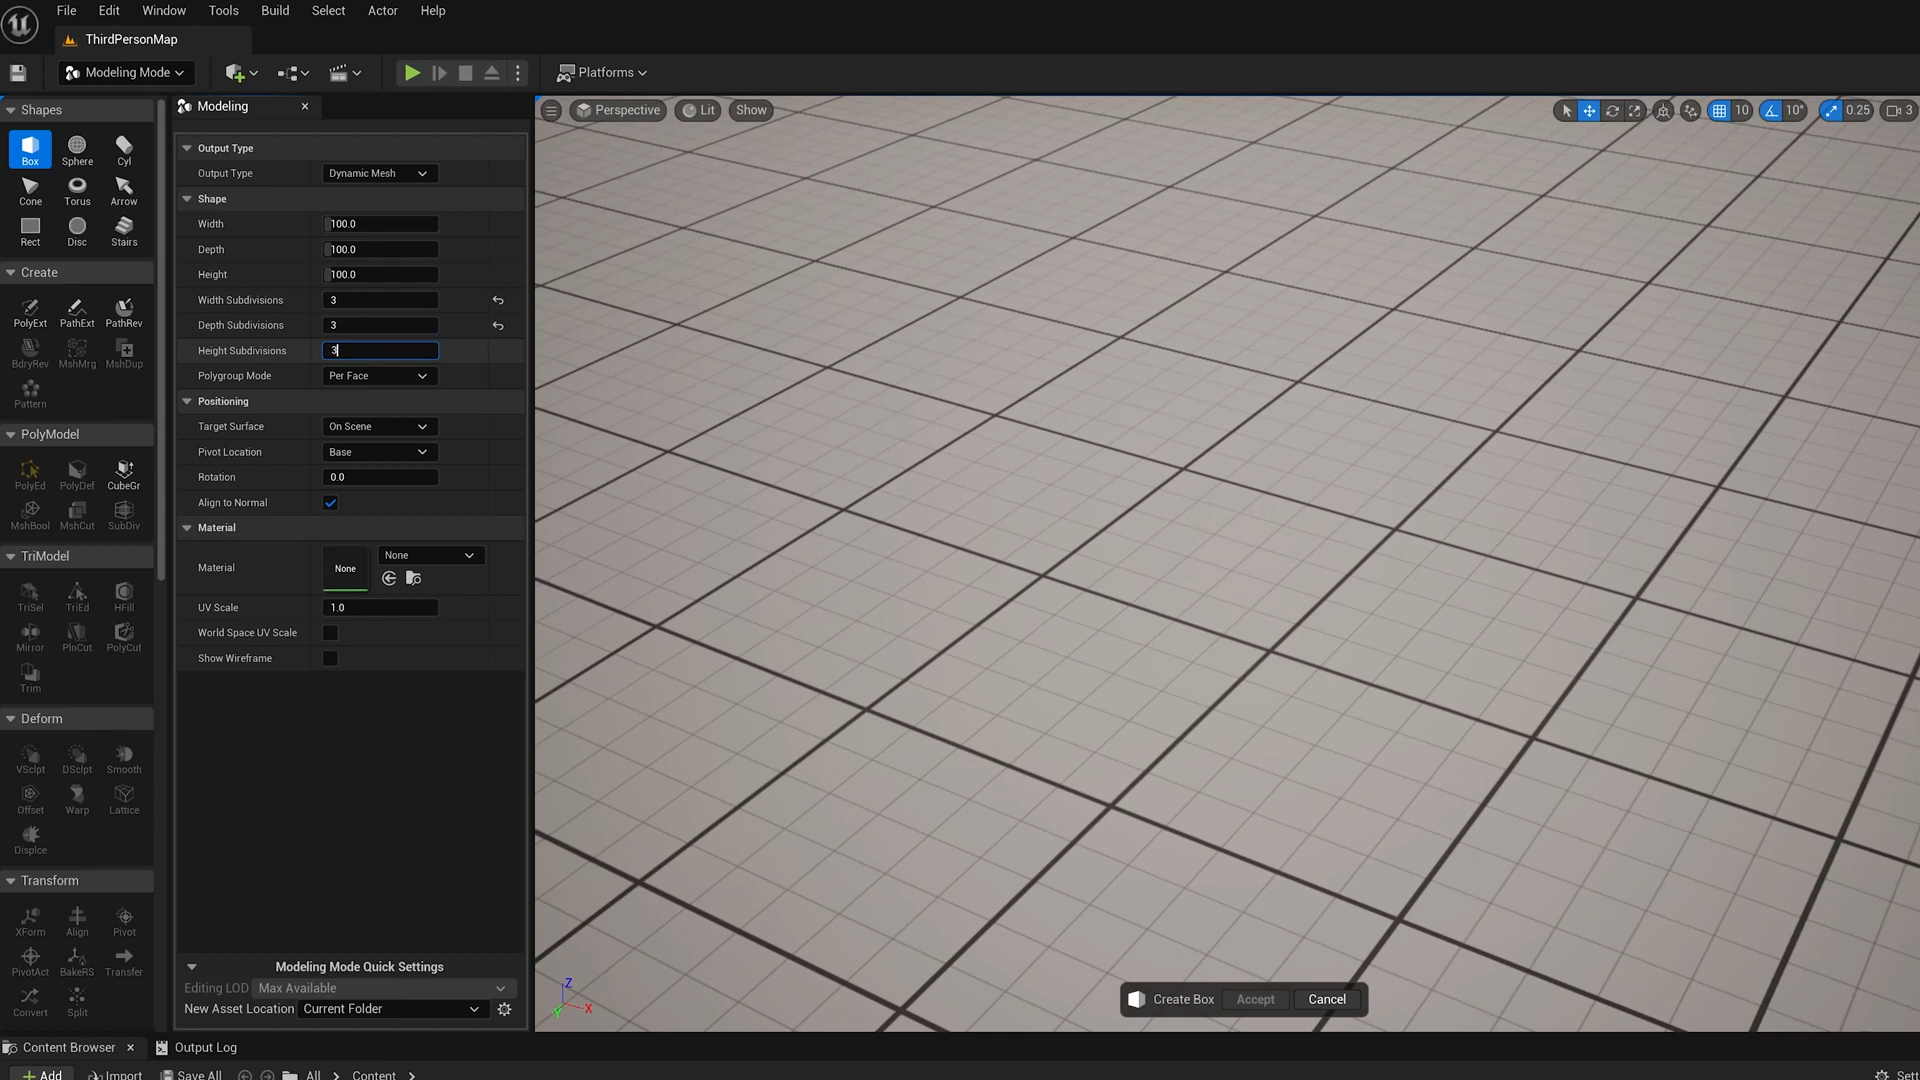 File Edit Window Tools Build Select Actor Help
ThirdPersonMap
Modeling Mode
Platforms
Shapes
Box Sphere Cyl
Cone Torus Arrow
Rect Disc Stairs
Create
PolyExt PathExt PathRev
BdryRev MshMrg MshDup
Pattern
PolyModel
PolyEd PolyDef CubeGr
MshBool MshCut SubDiv
TriModel
TriSel TriEd HFill
Mirror PlnCut PolyCut
Trim
Deform
VSclpt DSclpt Smooth
Offset Warp Lattice
Displce
Transform
XForm Align Pivot
PivotAct BakeRS Transfer
Convert Split
Modeling
Output Type
Output Type Dynamic Mesh
Shape
Width 100.0
Depth 100.0
Height 100.0
Width Subdivisions 3
Depth Subdivisions 3
Height Subdivisions 3
Polygroup Mode Per Face
Positioning
Target Surface On Scene
Pivot Location Base
Rotation 0.0
Align to Normal
Material
Material None None
UV Scale 1.0
World Space UV Scale
Show Wireframe
Modeling Mode Quick Settings
Editing LOD Max Available
New Asset Location Current Folder
Perspective Lit Show
10 10° 0.25 3
Z
X
Y
Create Box Accept Cancel
Content Browser Output Log
Add Import Save All All Content Sett